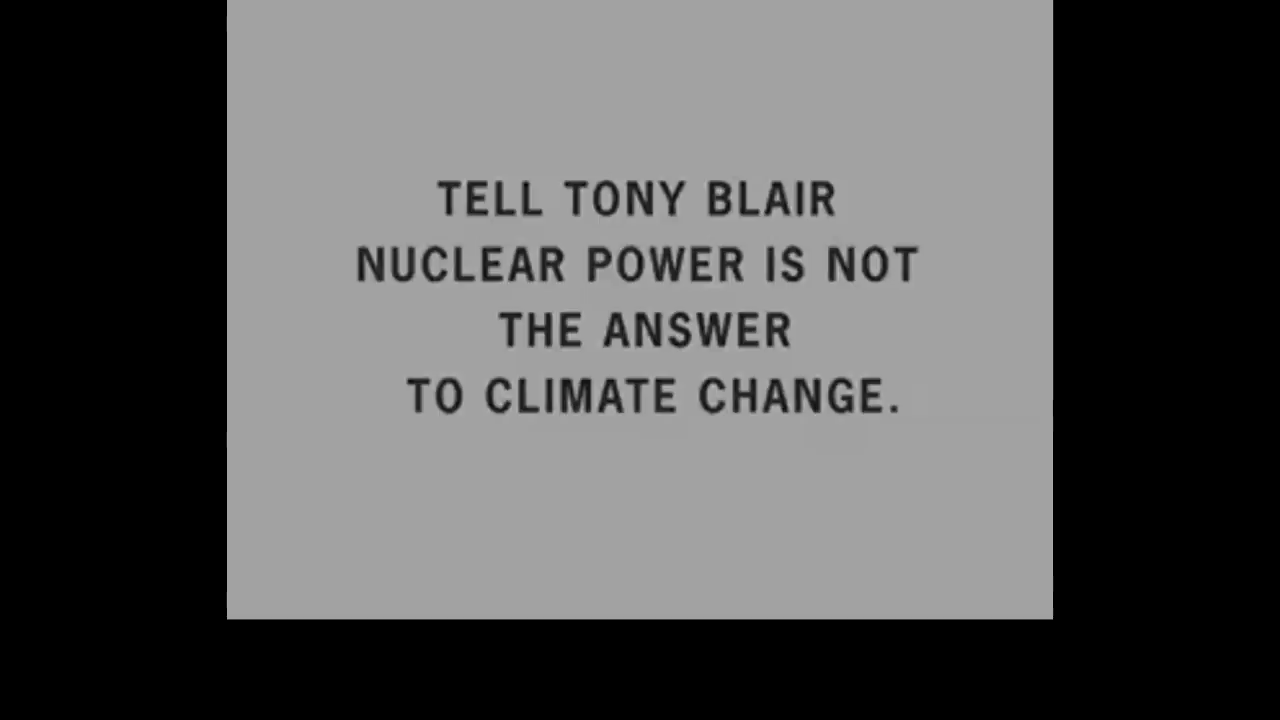 TELL TONY BLAIR
NUCLEAR POWER IS NOT
THE ANSWER
TO CLIMATE CHANGE.